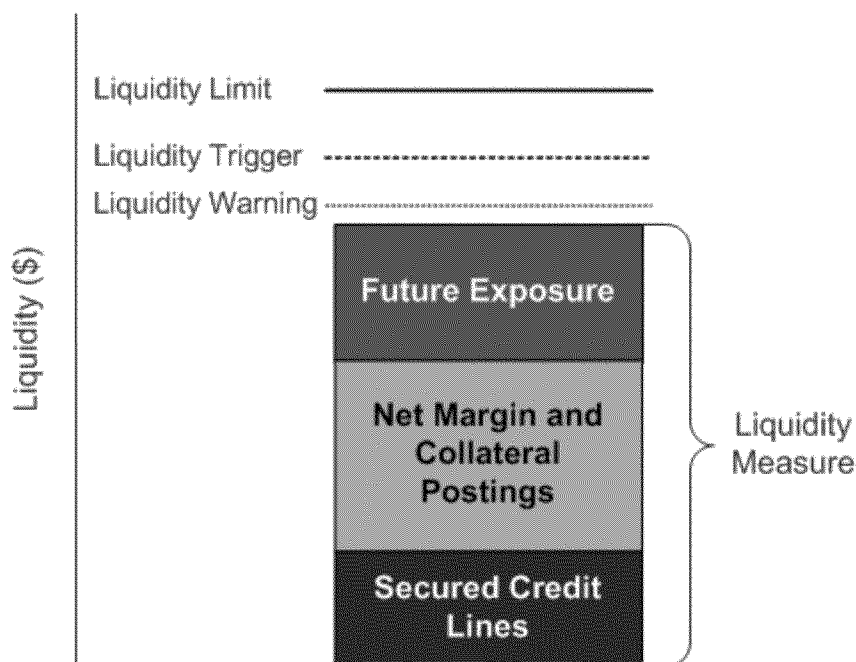 Liquidity Limit
Liquidity Trigger
Liquidity Warning
Liquidity ($)
Future Exposure
Net Margin and
Collateral
Postings
Secured Credit
Lines
Liquidity
Measure